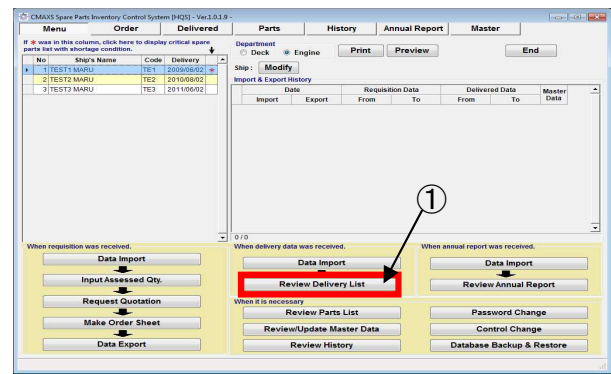 CMAXS Spare Parts Inventory Control System [HQS] - Ver.1.0.1.9 -
Menu Order Delivered Parts History Annual Report Master
If * was in this column, click here to display critical spare
parts list with shortage condition.
No Ship's Name Code Delivery
1 TEST1 MARU TE1 2009/06/02 *
2 TEST2 MARU TE2 2010/08/02
3 TEST3 MARU TE3 2011/06/02
Department
Deck Engine Print Preview End
Ship : Modify
Import & Export History
Date Requisition Data Delivered Data Master
Import Export From To From To Data
①
0 / 0
When requisition was received.
Data Import
Input Assessed Qty.
Request Quotation
Make Order Sheet
Data Export
When delivery data was received.
Data Import
Review Delivery List
When annual report was received.
Data Import
Review Annual Report
When it is necessary
Review Parts List Password Change
Review/Update Master Data Control Change
Review History Database Backup & Restore